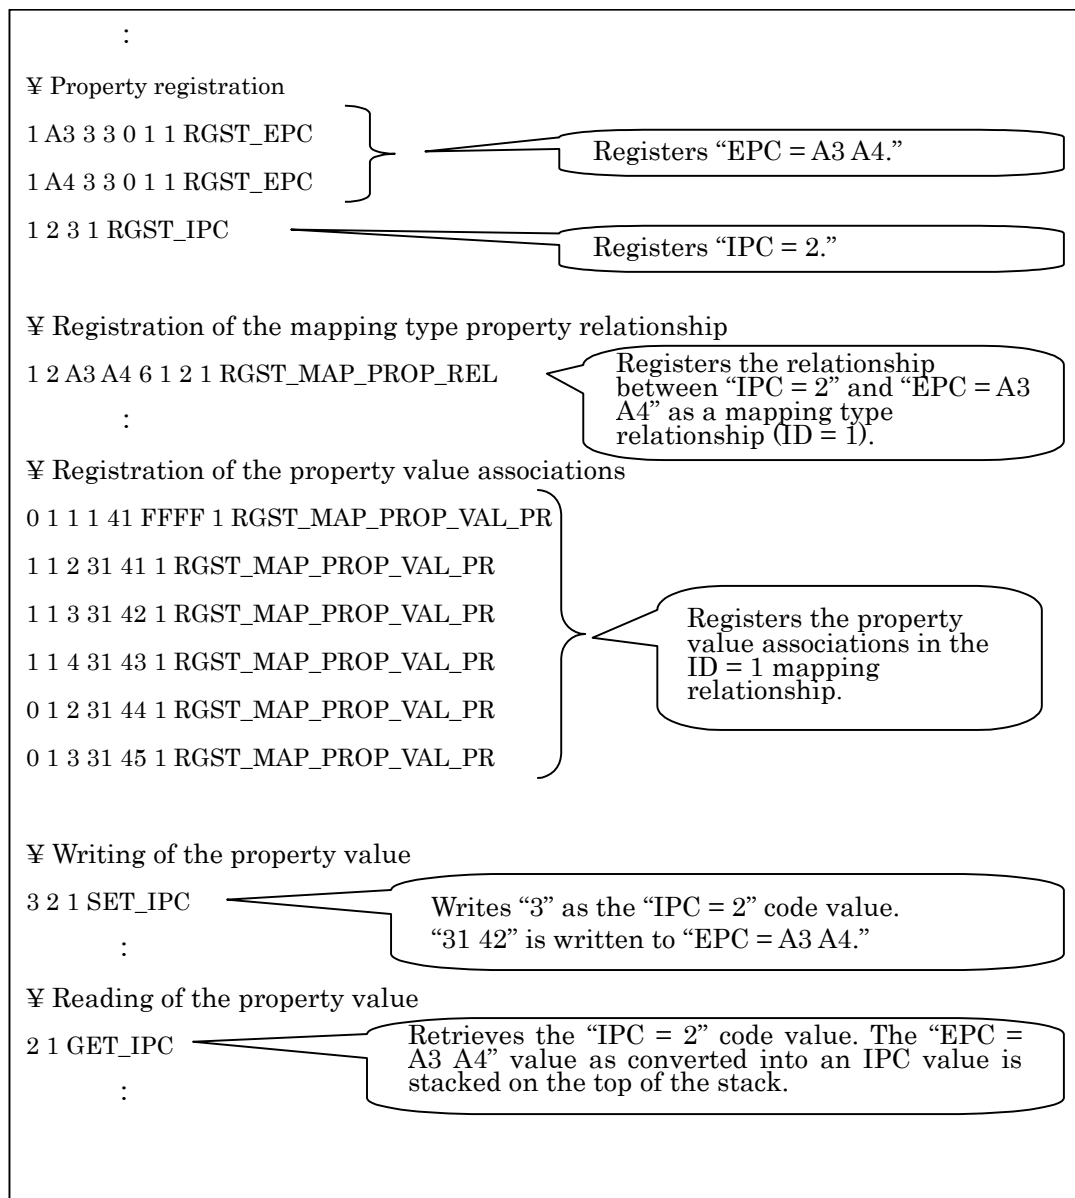 :
¥ Property registration
1 A3 3 3 0 1 1 RGST_EPC
1 A4 3 3 0 1 1 RGST_EPC
Registers “EPC = A3 A4.”
1 2 3 1 RGST_IPC
Registers “IPC = 2.”
¥ Registration of the mapping type property relationship
1 2 A3 A4 6 1 2 1 RGST_MAP_PROP_REL
:
Registers the relationship
between “IPC = 2” and “EPC = A3
A4” as a mapping type
relationship (ID = 1).
¥ Registration of the property value associations
0 1 1 1 41 FFFF 1 RGST_MAP_PROP_VAL_PR
1 1 2 31 41 1 RGST_MAP_PROP_VAL_PR
1 1 3 31 42 1 RGST_MAP_PROP_VAL_PR
1 1 4 31 43 1 RGST_MAP_PROP_VAL_PR
0 1 2 31 44 1 RGST_MAP_PROP_VAL_PR
0 1 3 31 45 1 RGST_MAP_PROP_VAL_PR
Registers the property
value associations in the
ID = 1 mapping
relationship.
¥ Writing of the property value
3 2 1 SET_IPC
:
Writes “3” as the “IPC = 2” code value.
“31 42” is written to “EPC = A3 A4.”
¥ Reading of the property value
2 1 GET_IPC
:
Retrieves the “IPC = 2” code value. The “EPC =
A3 A4” value as converted into an IPC value is
stacked on the top of the stack.